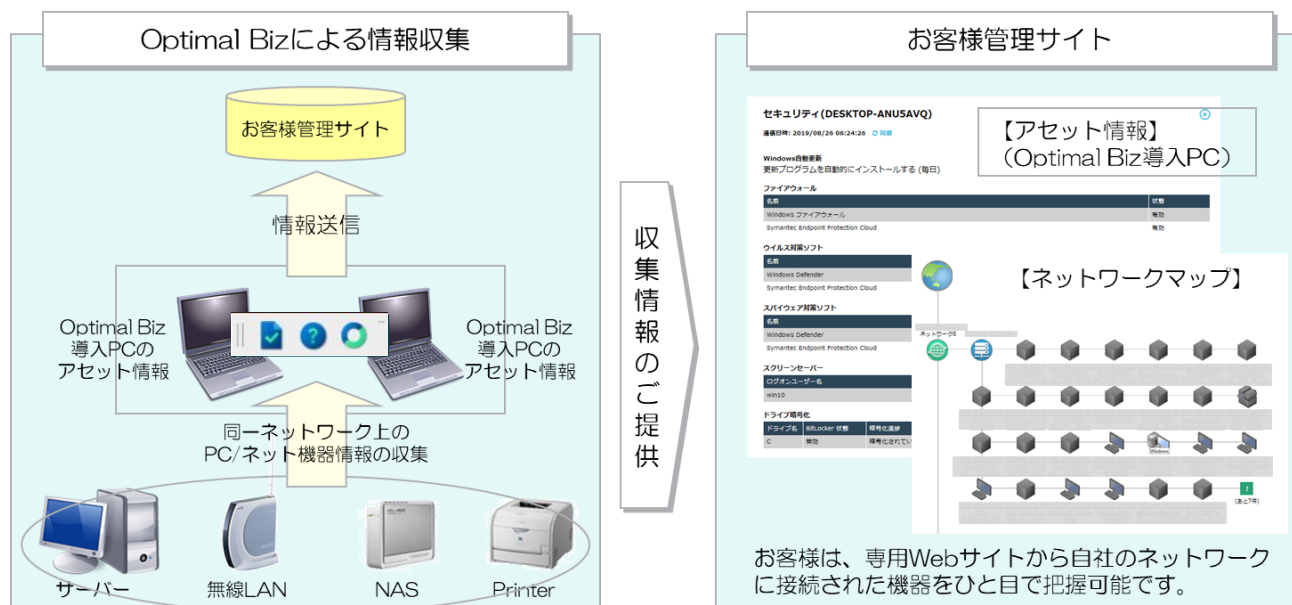 Optimal Bizによる情報収集
お客様管理サイト
情報送信
Optimal Biz
導入PCの
アセット情報
Optimal Biz
導入PCの
アセット情報
同一ネットワーク上の
PC/ネット機器情報の収集
サーバー
無線LAN
NAS
Printer
収集情報のご提供
お客様管理サイト
セキュリティ(DESKTOP-ANU5AVQ)
通信日時: 2019/08/26 06:24:26 同期
【アセット情報】
（Optimal Biz導入PC）
Windows自動更新
更新プログラムを自動的にインストールする (毎日)
ファイアウォール
名前 状態
Windows ファイアウォール 有効
Symantec Endpoint Protection Cloud 有効
ウイルス対策ソフト
名前
Windows Defender
Symantec Endpoint Protection Cloud
スパイウェア対策ソフト
名前
Windows Defender
Symantec Endpoint Protection Cloud
スクリーンセーバー
ログオンユーザー名
win10
ドライブ暗号化
ドライブ名 BitLocker 状態 暗号化進捗
C 無効 暗号化されてい
【ネットワークマップ】
ネットワーク8
Windows
(あと7件)
お客様は、専用Webサイトから自社のネットワーク
に接続された機器をひと目で把握可能です。